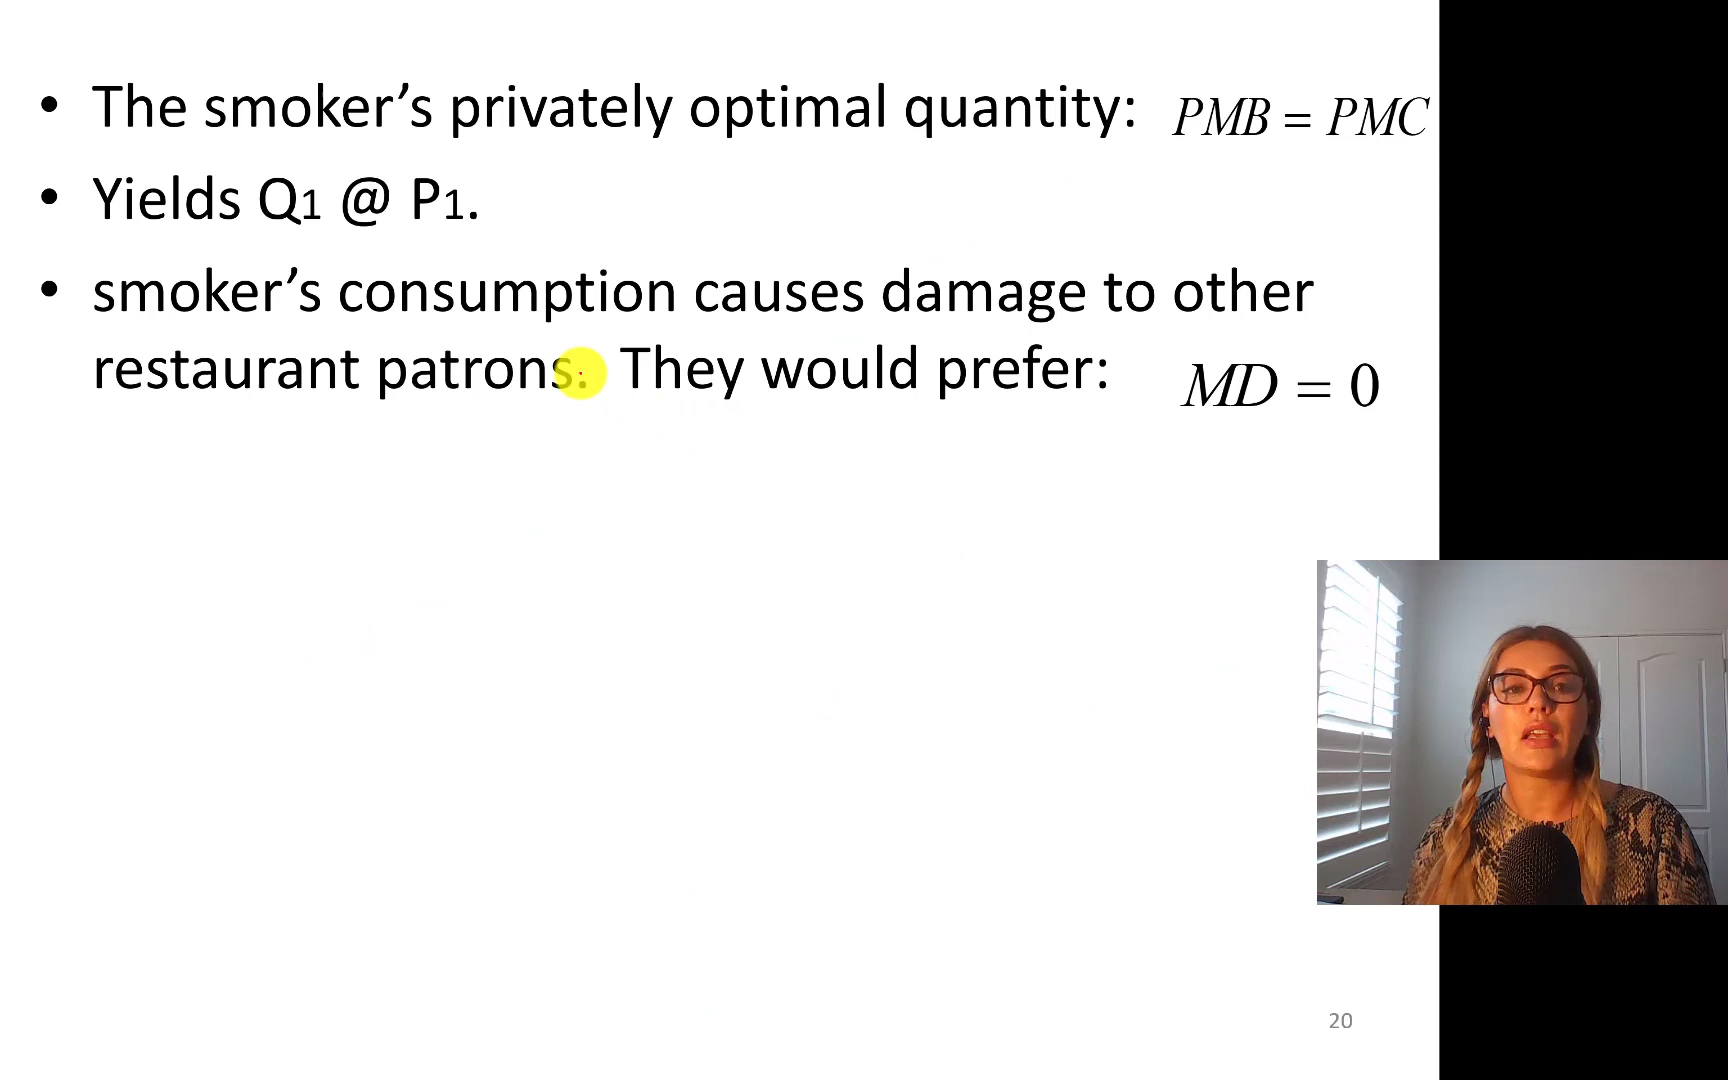 • The smoker’s privately optimal quantity: PMB = PMC
• Yields Q1 @ P1.
• smoker’s consumption causes damage to other
restaurant patrons. They would prefer: MD = 0
20